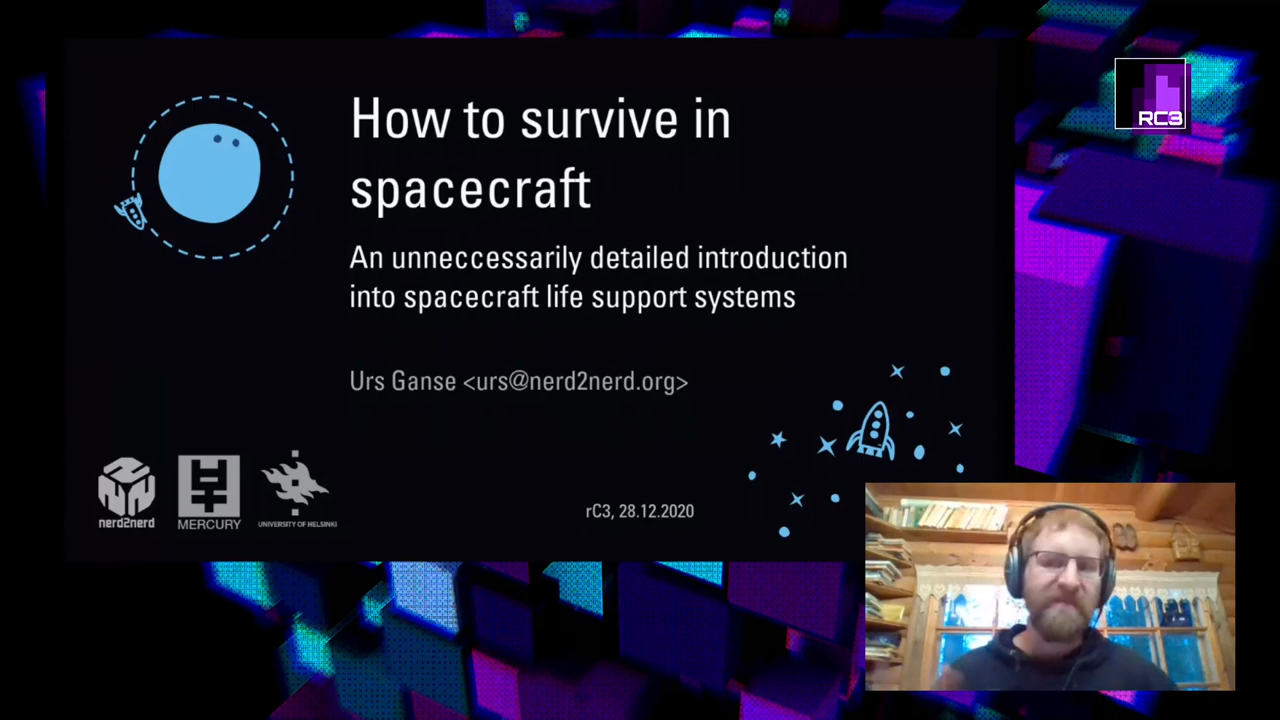 RC3
How to survive in
spacecraft
An unneccessarily detailed introduction
into spacecraft life support systems
Urs Ganse <urs@nerd2nerd.org>
nerd2nerd
MERCURY
UNIVERSITY OF HELSINKI
rC3, 28.12.2020